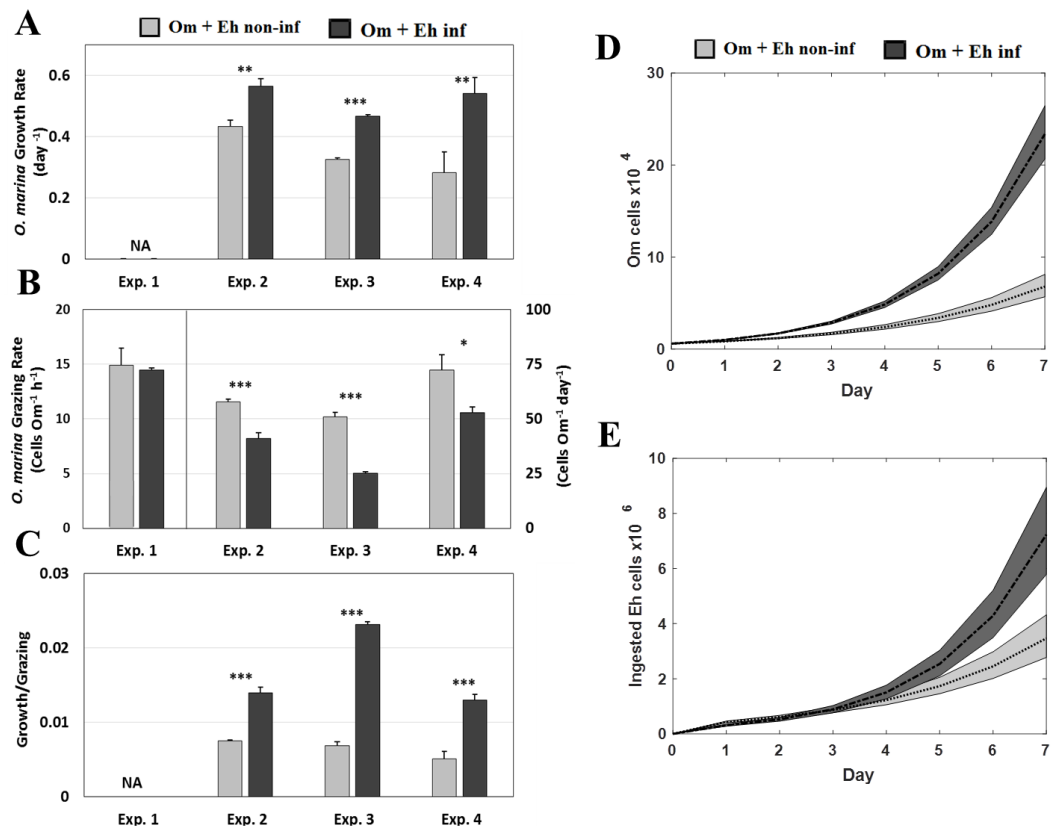 A
Om + Eh non-inf
Om + Eh inf
O. marina Growth Rate
(day ⁻¹)
0.6
0.4
0.2
0
**
***
**
NA
Exp. 1
Exp. 2
Exp. 3
Exp. 4
B
O. marina Grazing Rate
(Cells Om⁻¹ h⁻¹)
20
15
10
5
0
***
***
*
100
75
50
25
0
(Cells Om⁻¹ day⁻¹)
Exp. 1
Exp. 2
Exp. 3
Exp. 4
C
Growth/Grazing
0.03
0.02
0.01
0
***
***
***
NA
Exp. 1
Exp. 2
Exp. 3
Exp. 4
D
Om + Eh non-inf
Om + Eh inf
Om cells x10⁴
30
20
10
0
0
1
2
3
4
5
6
7
Day
E
Ingested Eh cells x10⁶
10
8
6
4
2
0
0
1
2
3
4
5
6
7
Day